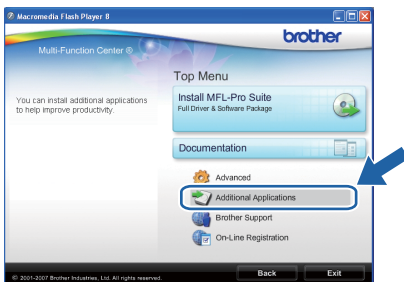 Macromedia Flash Player 8
brother
Multi-Function Center ®
Top Menu
You can install additional applications
to help improve productivity.
Install MFL-Pro Suite
Full Driver & Software Package
Documentation
Advanced
Additional Applications
Brother Support
On-Line Registration
© 2001-2007 Brother Industries, Ltd. All rights reserved.
Back
Exit